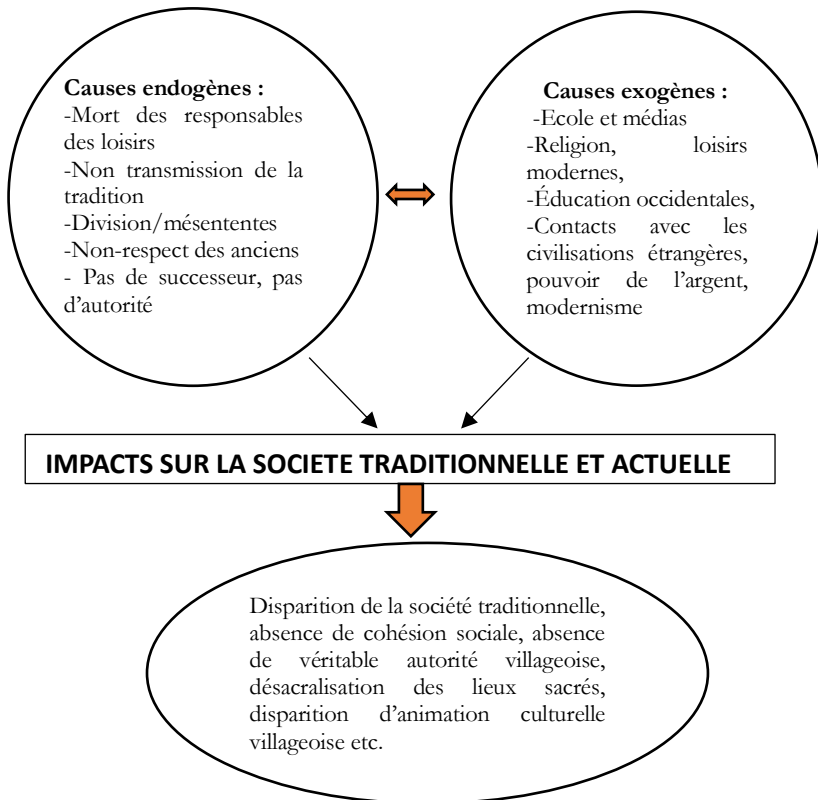 Causes endogènes :
-Mort des responsables
des loisirs
-Non transmission de la
tradition
-Division/mésententes
-Non-respect des anciens
- Pas de successeur, pas
d’autorité
Causes exogènes :
-Ecole et médias
-Religion, loisirs
modernes,
-Éducation occidentales,
-Contacts avec les
civilisations étrangères,
pouvoir de l’argent,
modernisme
IMPACTS SUR LA SOCIETE TRADITIONNELLE ET ACTUELLE
Disparition de la société traditionnelle,
absence de cohésion sociale, absence
de véritable autorité villageoise,
désacralisation des lieux sacrés,
disparition d’animation culturelle
villageoise etc.